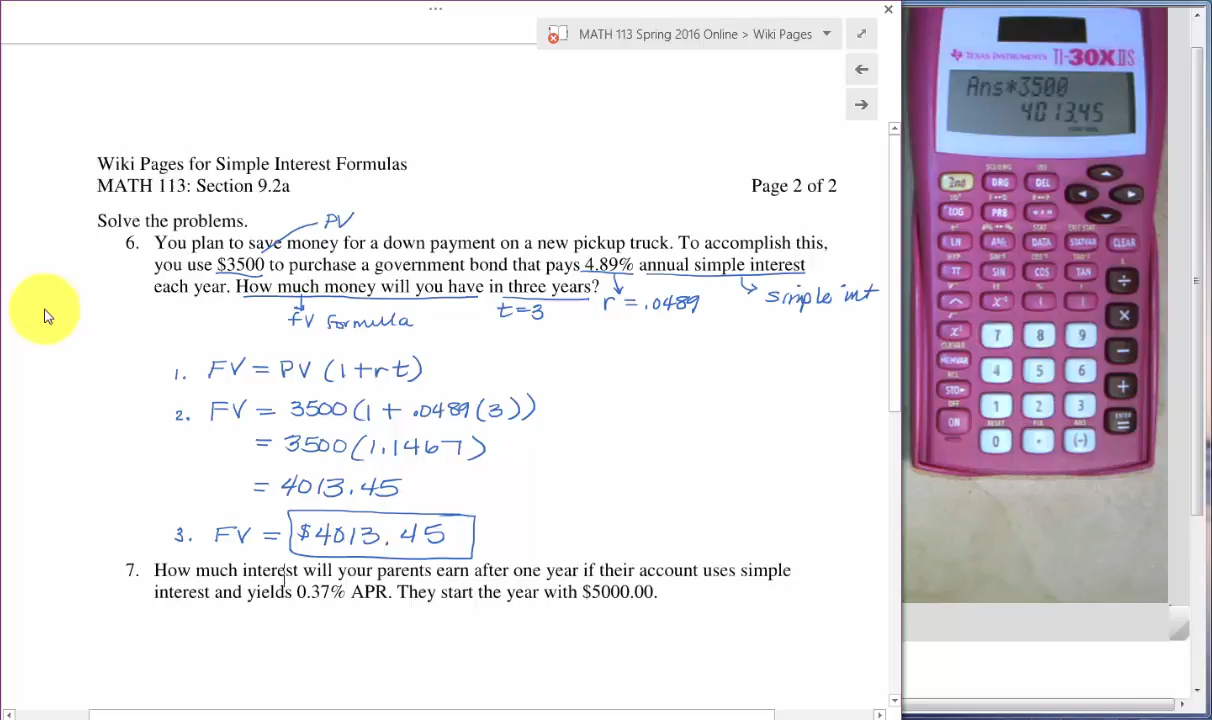 MATH 113 Spring 2016 Online > Wiki Pages
Wiki Pages for Simple Interest Formulas
MATH 113: Section 9.2a
Page 2 of 2
Solve the problems.
PV
6. You plan to save money for a down payment on a new pickup truck. To accomplish this,
you use $3500 to purchase a government bond that pays 4.89% annual simple interest
each year. How much money will you have in three years?
r = .0489
simple int
t=3
fV formula
1. FV = PV (1+rt)
2. FV = 3500(1 + .0489(3))
= 3500(1.1467)
= 4013.45
3. FV = $4013.45
7. How much interest will your parents earn after one year if their account uses simple
interest and yields 0.37% APR. They start the year with $5000.00.
TEXAS INSTRUMENTS TI-30X IIS
Ans*3500
4013.45
2nd DRG DEL
LOG PRB
LN DATA STATVAR CLEAR
π SIN COS TAN ÷
^ x⁻¹ ( ) ×
x² 7 8 9 −
MEMVAR 4 5 6 +
STO▸ 1 2 3 ENTER =
OFF
ON 0 . (−)
RESET